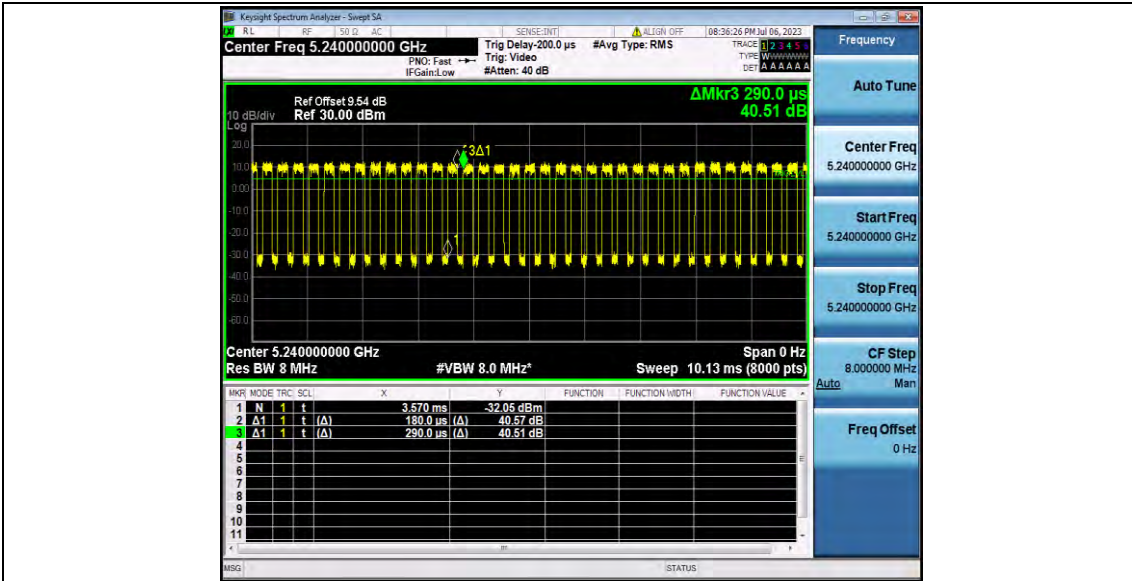 Keysight Spectrum Analyzer - Swept SA
RL RF 50 Ω AC SENSE:INT ALIGN OFF 08:36:26 PM Jul 06, 2023
Center Freq 5.240000000 GHz
PNO: Fast
IFGain:Low
Trig Delay-200.0 µs
Trig: Video
#Atten: 40 dB
#Avg Type: RMS
TRACE 1 2 3 4 5 6
TYPE W
DET A A A A A A
ΔMkr3 290.0 µs
40.51 dB
Ref Offset 9.54 dB
10 dB/div Ref 30.00 dBm
Log
20.0
10.0
0.00
-10.0
-20.0
-30.0
-40.0
-50.0
-60.0
3Δ1
1
Center 5.240000000 GHz Span 0 Hz
Res BW 8 MHz #VBW 8.0 MHz* Sweep 10.13 ms (8000 pts)
MKR MODE TRC SCL X Y FUNCTION FUNCTION WIDTH FUNCTION VALUE
1 N 1 t 3.570 ms -32.05 dBm
2 Δ1 1 t (Δ) 180.0 µs (Δ) 40.57 dB
3 Δ1 1 t (Δ) 290.0 µs (Δ) 40.51 dB
4
5
6
7
8
9
10
11
MSG STATUS
Frequency
Auto Tune
Center Freq
5.240000000 GHz
Start Freq
5.240000000 GHz
Stop Freq
5.240000000 GHz
CF Step
8.000000 MHz
Auto Man
Freq Offset
0 Hz